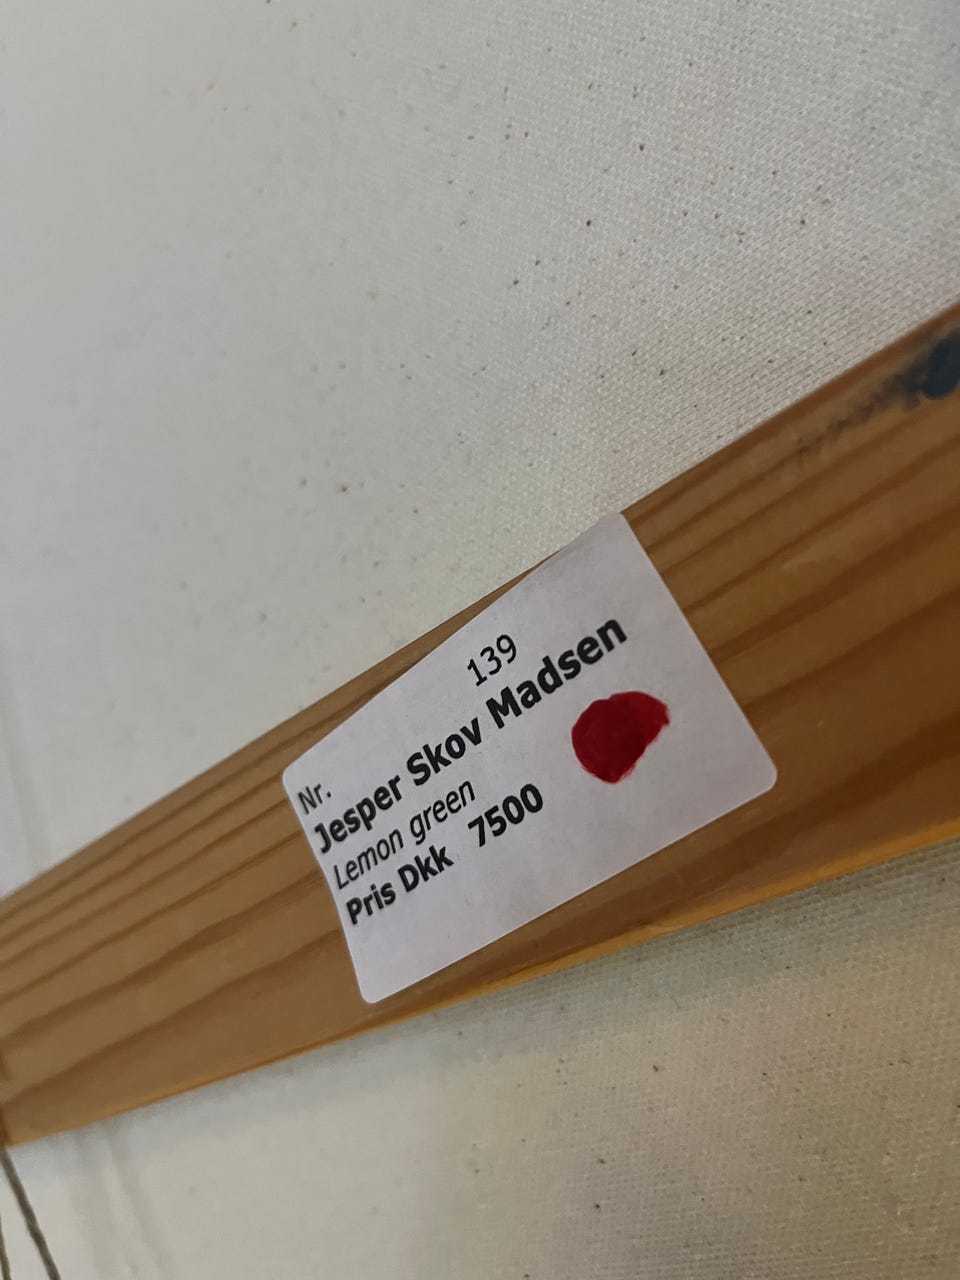 Nr. 139
Jesper Skov Madsen
Lemon green
Pris Dkk 7500